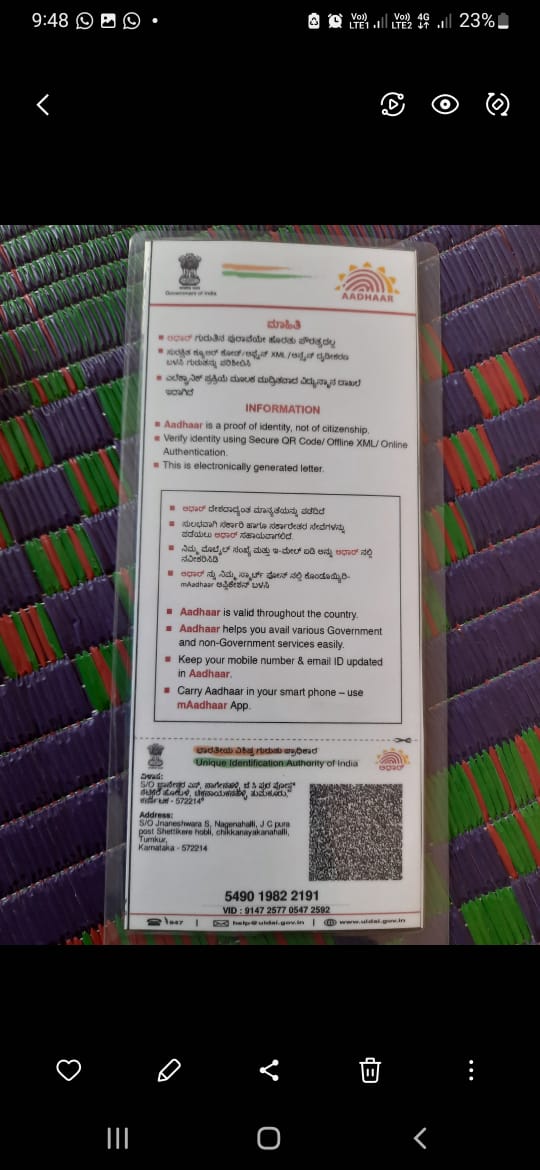 9:48
VoLTE1 VoLTE2 4G 23%
Government of India
AADHAAR
ಮಾಹಿತಿ
ಆಧಾರ್ ಗುರುತಿನ ಪುರಾವೆಯೇ ಹೊರತು ಪೌರತ್ವದಲ್ಲ
ಸುರಕ್ಷಿತ ಕ್ಯೂಆರ್ ಕೋಡ್/ಆಫ್ಲೈನ್ XML /ಆನ್ಲೈನ್ ದೃಢೀಕರಣ
ಬಳಸಿ ಗುರುತನ್ನು ಪರಿಶೀಲಿಸಿ
ಎಲೆಕ್ಟ್ರಾನಿಕ್ ಪ್ರಕ್ರಿಯೆ ಮೂಲಕ ಮುದ್ರಿತವಾದ ವಿದ್ಯುನ್ಮಾನ ದಾಖಲೆ
ಇದಾಗಿದೆ
INFORMATION
Aadhaar is a proof of identity, not of citizenship.
Verify identity using Secure QR Code/ Offline XML/ Online
Authentication.
This is electronically generated letter.
ಆಧಾರ್ ದೇಶದಾದ್ಯಂತ ಮಾನ್ಯತೆಯನ್ನು ಪಡೆದಿದೆ
ಸುಲಭವಾಗಿ ಸರ್ಕಾರಿ ಹಾಗೂ ಸರ್ಕಾರೇತರ ಸೇವೆಗಳನ್ನು
ಪಡೆಯಲು ಆಧಾರ್ ಸಹಾಯವಾಗಲಿದೆ.
ನಿಮ್ಮ ಮೊಬೈಲ್ ಸಂಖ್ಯೆ ಮತ್ತು ಇ-ಮೇಲ್ ಐಡಿ ಅನ್ನು ಆಧಾರ್ ನಲ್ಲಿ
ನವೀಕರಿಸಿಡಿ
ಆಧಾರ್ ನ್ನು ನಿಮ್ಮ ಸ್ಮಾರ್ಟ್ ಫೋನ್ ನಲ್ಲಿ ಕೊಂಡೊಯ್ಯಿರಿ-
mAadhaar ಅಪ್ಲಿಕೇಶನ್ ಬಳಸಿ
Aadhaar is valid throughout the country.
Aadhaar helps you avail various Government
and non-Government services easily.
Keep your mobile number & email ID updated
in Aadhaar.
Carry Aadhaar in your smart phone – use
mAadhaar App.
ಭಾರತೀಯ ವಿಶಿಷ್ಟ ಗುರುತು ಪ್ರಾಧಿಕಾರ
Unique Identification Authority of India
ಆಧಾರ್
ವಿಳಾಸ:
S/O ಜ್ಞಾನೇಶ್ವರ ಎಸ್, ನಾಗೇನಹಳ್ಳಿ, ಜೆ ಸಿ ಪುರ ಪೋಸ್ಟ್
ಶೆಟ್ಟಿಕೆರೆ ಹೋಬಳಿ, ಚಿಕ್ಕನಾಯಕನಹಳ್ಳಿ, ತುಮಕೂರು,
ಕರ್ನಾಟಕ - 572214
Address:
S/O Jnaneshwara S, Nagenahalli, J C pura
post Shettikere hobli, chikkanayakanahalli,
Tumkur,
Karnataka - 572214
5490 1982 2191
VID : 9147 2577 0547 2592
1947 | help@uidai.gov.in | www.uidai.gov.in